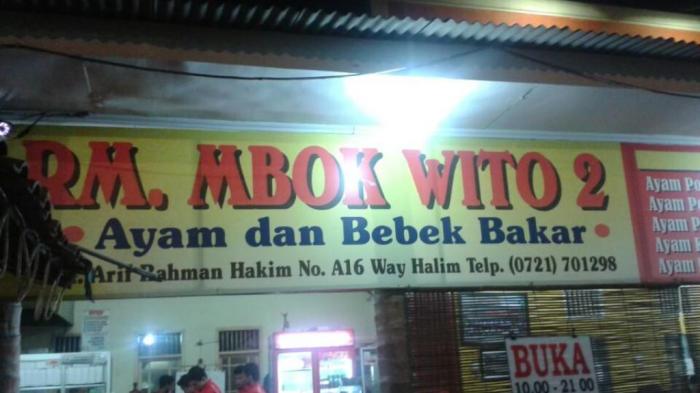 RM. MBOK WITO 2
Ayam dan Bebek Bakar
Arif Rahman Hakim No. A16 Way Halim Telp. (0721) 701298
Ayam
Ayam
Ayam
Ayam
Ayam
BUKA
10.00 - 21.00